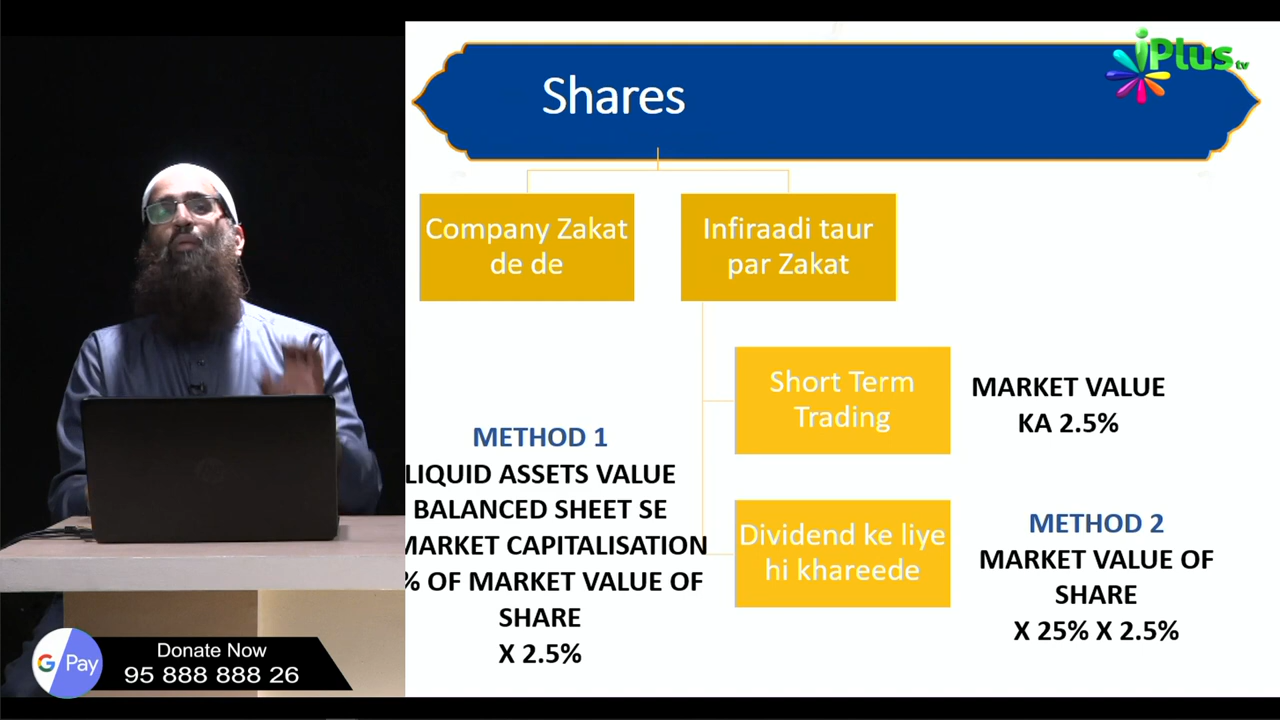 iPlus tv
Shares
Company Zakat
de de
Infiraadi taur
par Zakat
Short Term
Trading
MARKET VALUE
KA 2.5%
METHOD 1
LIQUID ASSETS VALUE
BALANCED SHEET SE
MARKET CAPITALISATION
% OF MARKET VALUE OF
SHARE
X 2.5%
Dividend ke liye
hi khareede
METHOD 2
MARKET VALUE OF
SHARE
X 25% X 2.5%
G Pay
Donate Now
95 888 888 26